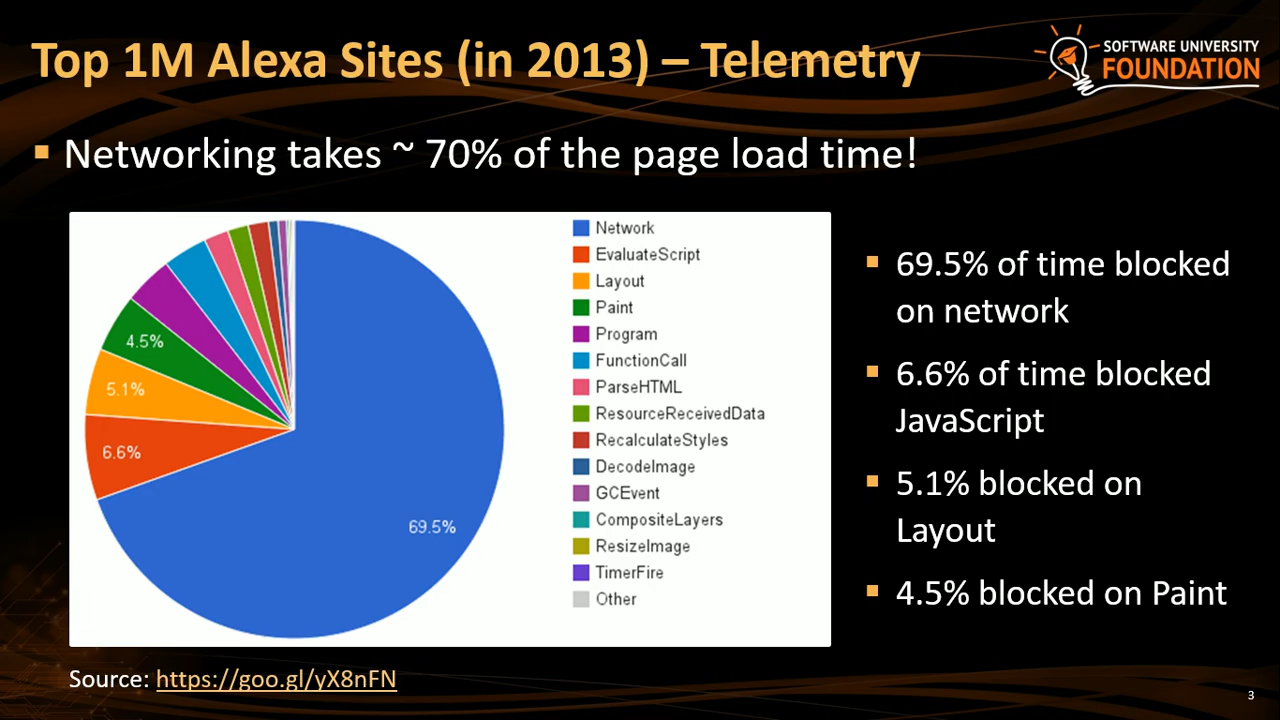 Top 1M Alexa Sites (in 2013) – Telemetry
SOFTWARE UNIVERSITY
FOUNDATION
Networking takes ~ 70% of the page load time!
4.5%
5.1%
6.6%
69.5%
Network
EvaluateScript
Layout
Paint
Program
FunctionCall
ParseHTML
ResourceReceivedData
RecalculateStyles
DecodeImage
GCEvent
CompositeLayers
ResizeImage
TimerFire
Other
69.5% of time blocked
on network
6.6% of time blocked
JavaScript
5.1% blocked on
Layout
4.5% blocked on Paint
Source: https://goo.gl/yX8nFN
3